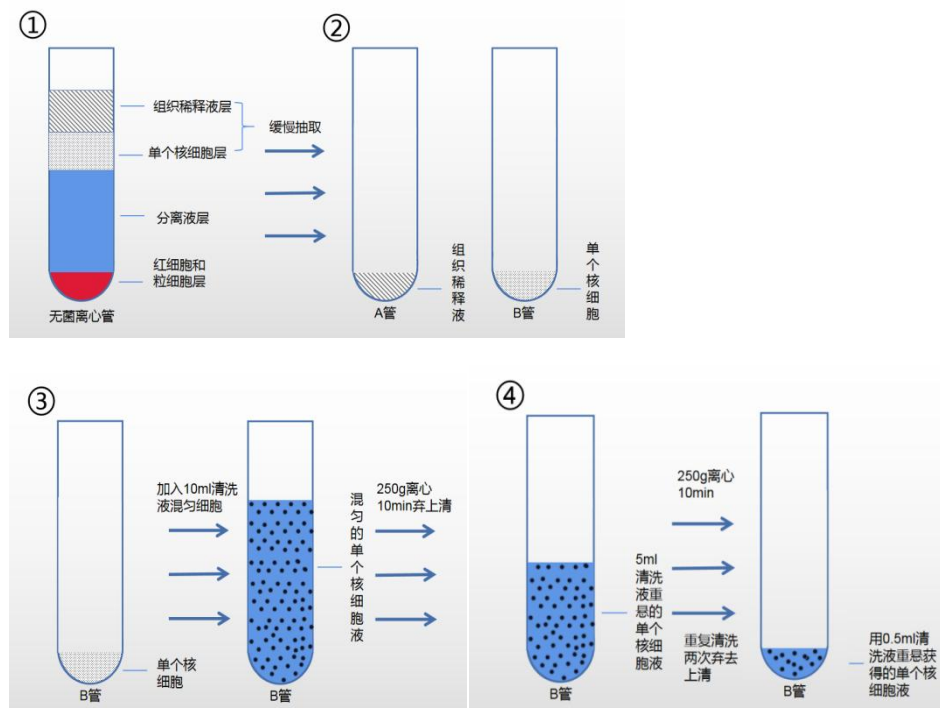 ①
组织稀释液层
单个核细胞层
缓慢抽取
分离液层
红细胞和
粒细胞层
无菌离心管
②
组织稀释液
A管
单个核细胞
B管
③
加入10ml清洗
液混匀细胞
单个核
细胞
B管
混匀的单个核细胞液
B管
250g离心
10min弃上清
④
5ml
清洗
液重
悬的
单个
核细
胞液
B管
250g离心
10min
重复清洗
两次弃去
上清
用0.5ml清
洗液重悬获
得的单个核
细胞液
B管